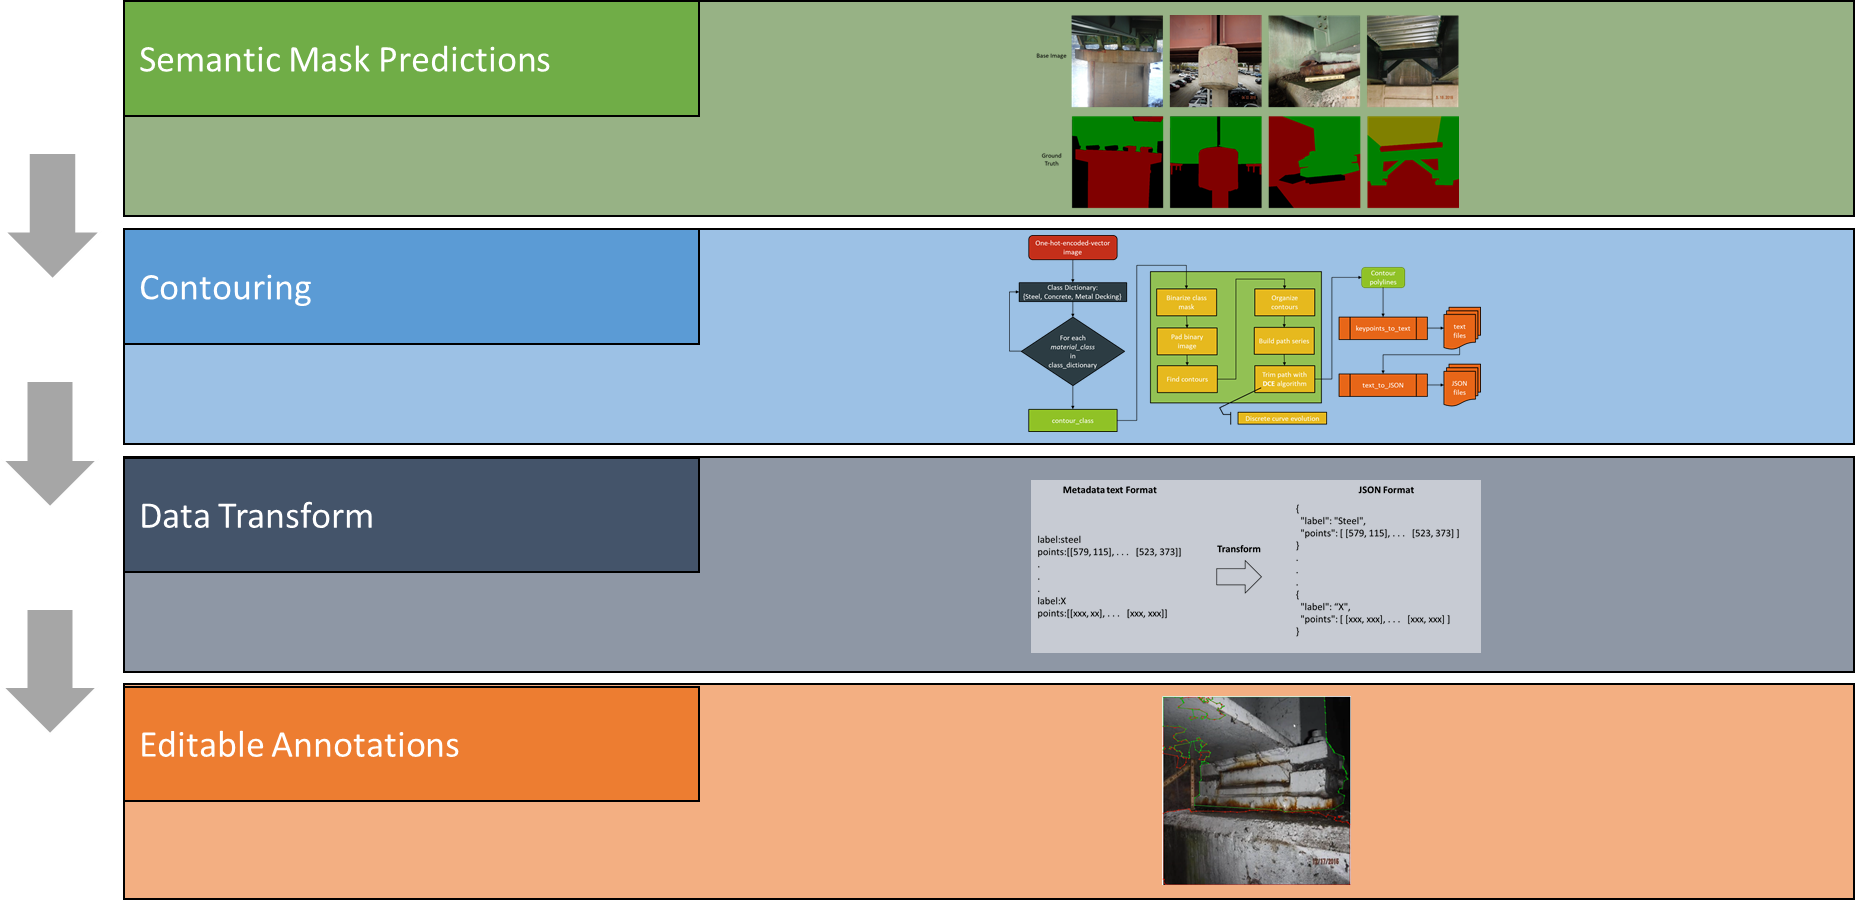 Semantic Mask Predictions
Base Image
Ground
Truth
Contouring
One-hot-encoded-vector
image
Class Dictionary:
{Steel, Concrete, Metal Decking}
For each
material_class
in
class_dictionary
contour_class
Binarize class
mask
Pad binary
image
Find contours
Organize
contours
Build path series
Trim path with
DCE algorithm
Discrete curve evolution
Contour
polylines
keypoints_to_text
text
files
text_to_JSON
JSON
files
Data Transform
Metadata text Format
label:steel
points:[[579, 115], . . . [523, 373]]
.
.
.
label:X
points:[[xxx, xx], . . . [xxx, xxx]]
Transform
JSON Format
{
"label": "Steel",
"points": [ [579, 115], . . . [523, 373] ]
}
.
.
.
{
"label": "X",
"points": [ [xxx, xxx], . . . [xxx, xxx] ]
}
Editable Annotations
12/17/2016